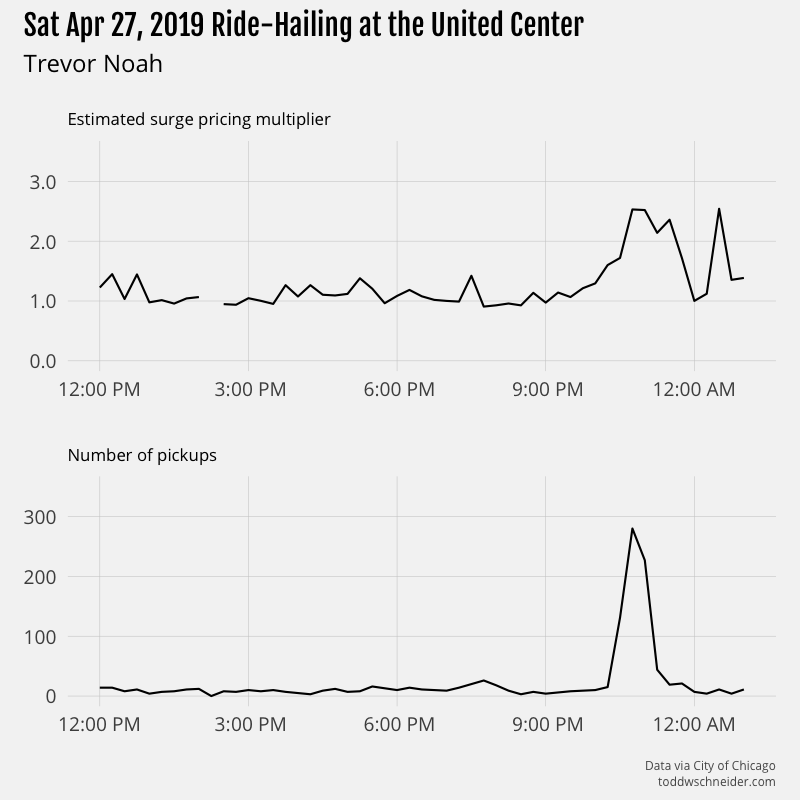 Sat Apr 27, 2019 Ride-Hailing at the United Center
Trevor Noah
Estimated surge pricing multiplier
3.0
2.0
1.0
0.0
12:00 PM 3:00 PM 6:00 PM 9:00 PM 12:00 AM
Number of pickups
300
200
100
0
12:00 PM 3:00 PM 6:00 PM 9:00 PM 12:00 AM
Data via City of Chicago
toddwschneider.com